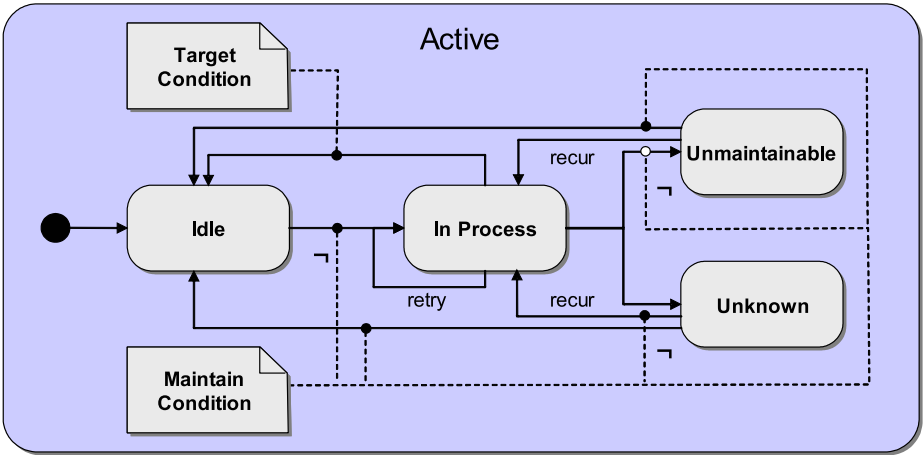 Active
Target
Condition
recur
Unmaintainable
¬
Idle
In Process
¬
retry
recur
Unknown
¬
Maintain
Condition